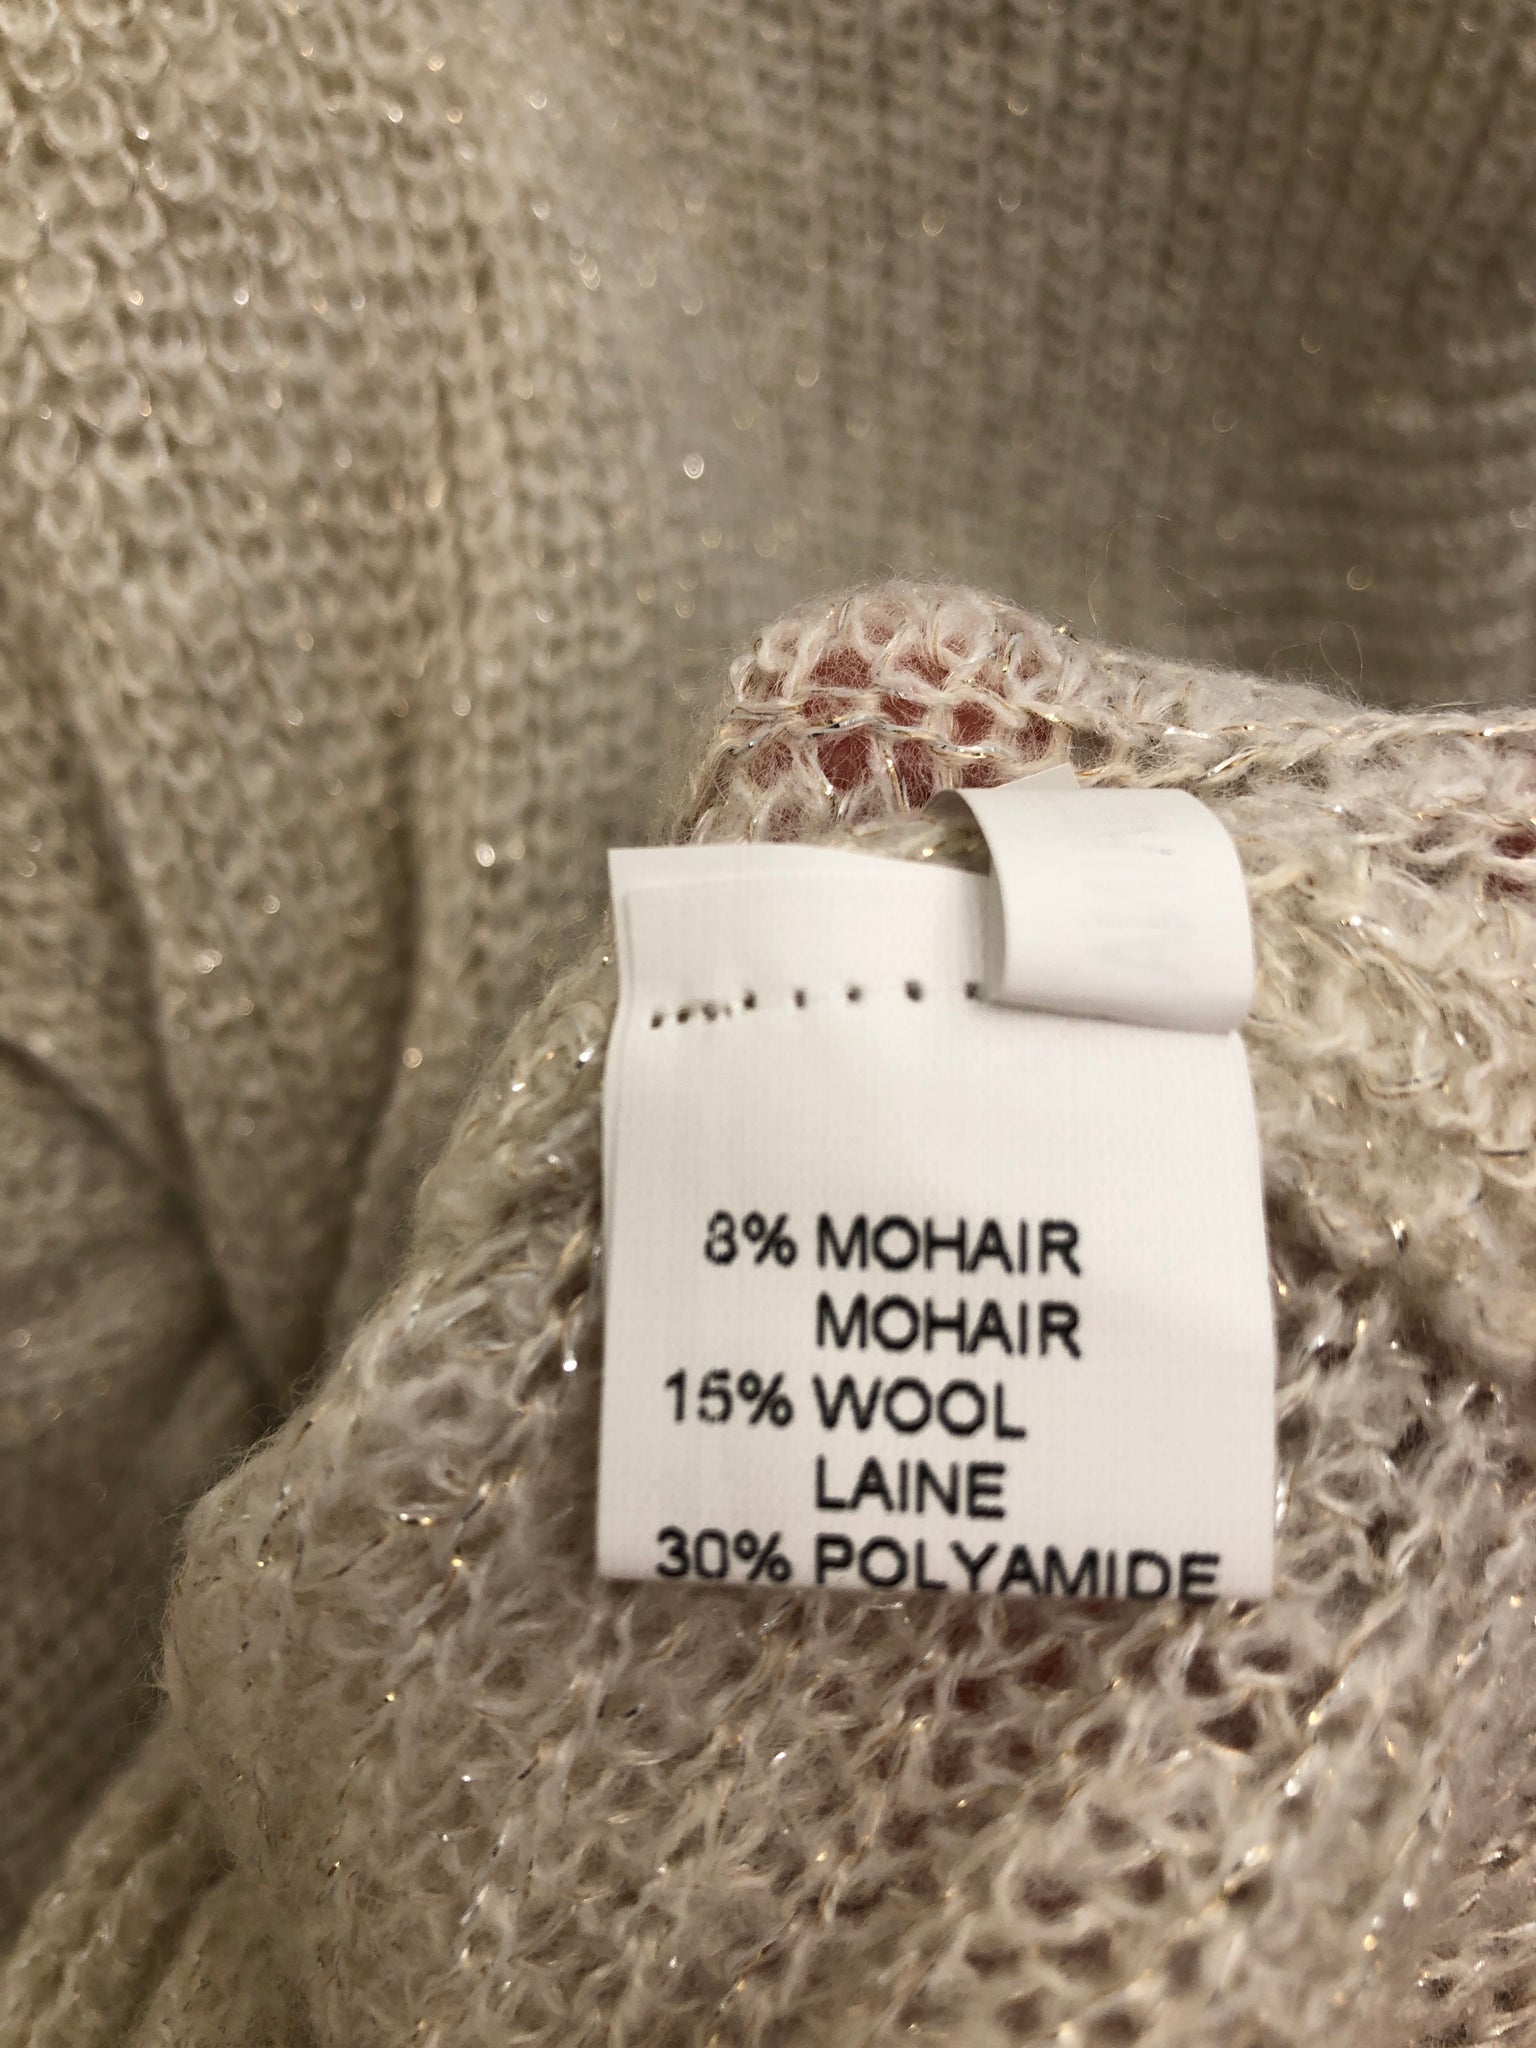 8% MOHAIR
MOHAIR
15% WOOL
LAINE
30% POLYAMIDE